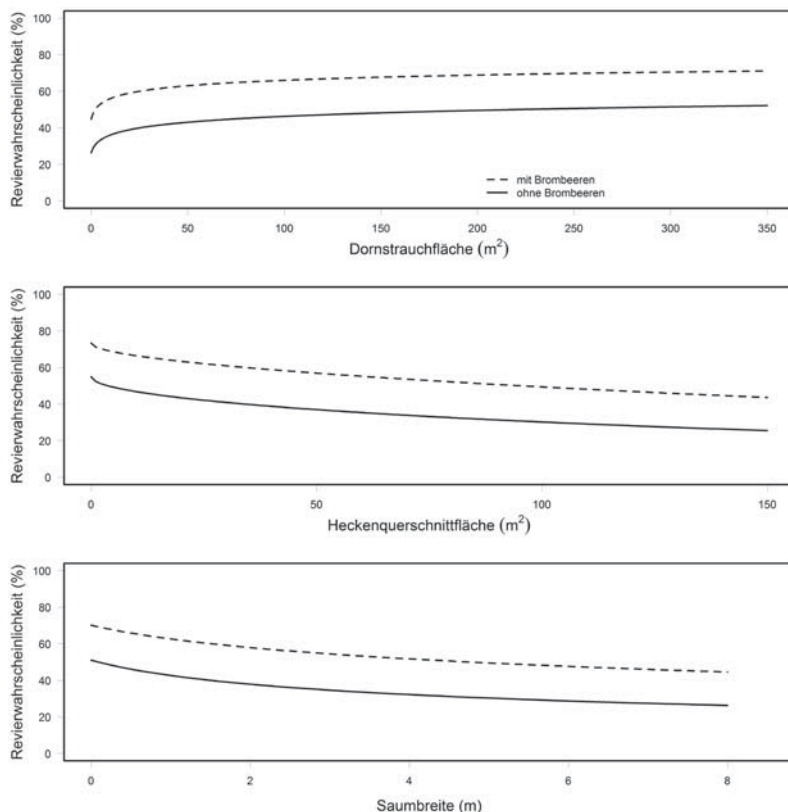 Revierwahrscheinlichkeit (%)
100
80
60
40
20
0
mit Brombeeren
ohne Brombeeren
0 50 100 150 200 250 300 350
Dornstrauchfläche (m²)
Revierwahrscheinlichkeit (%)
100
80
60
40
20
0
0 50 100 150
Heckenquerschnittfläche (m²)
Revierwahrscheinlichkeit (%)
100
80
60
40
20
0
0 2 4 6 8
Saumbreite (m)